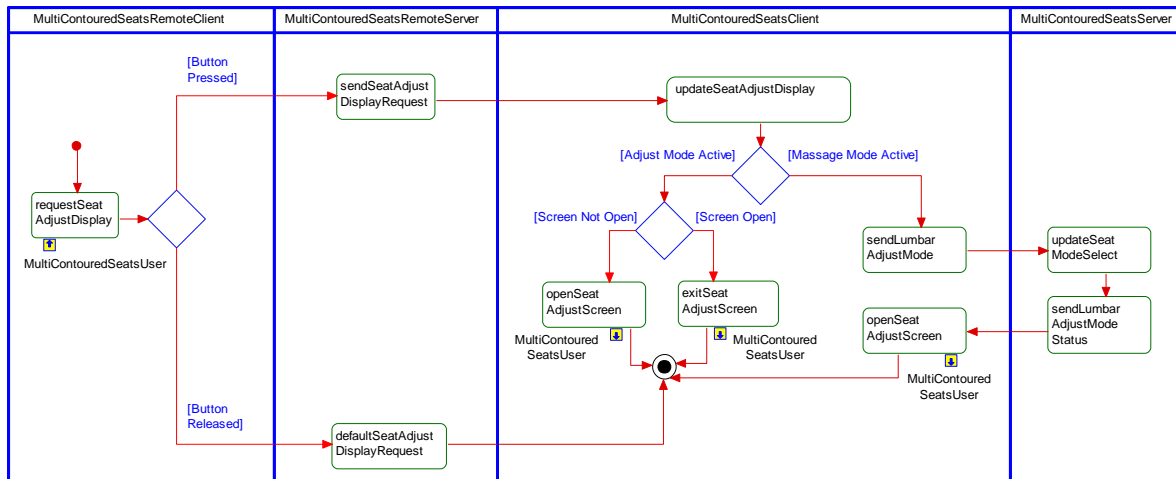 MultiContouredSeatsRemoteClient
MultiContouredSeatsRemoteServer
MultiContouredSeatsClient
MultiContouredSeatsServer
[Button
Pressed]
sendSeatAdjust
DisplayRequest
updateSeatAdjustDisplay
[Adjust Mode Active]
[Massage Mode Active]
requestSeat
AdjustDisplay
MultiContouredSeatsUser
[Screen Not Open]
[Screen Open]
sendLumbar
AdjustMode
updateSeat
ModeSelect
openSeat
AdjustScreen
MultiContoured
SeatsUser
exitSeat
AdjustScreen
MultiContoured
SeatsUser
openSeat
AdjustScreen
MultiContoured
SeatsUser
sendLumbar
AdjustMode
Status
[Button
Released]
defaultSeatAdjust
DisplayRequest